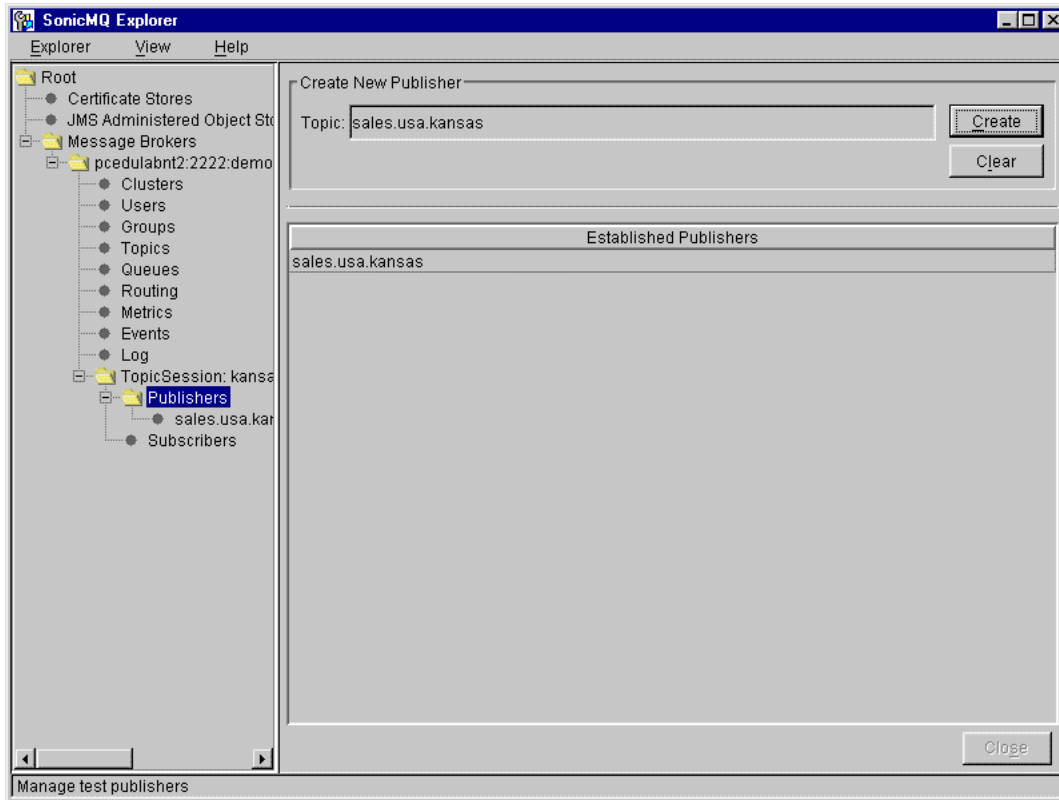 SonicMQ Explorer
Explorer View Help
Root
Certificate Stores
JMS Administered Object Sto
Message Brokers
pcedulabnt2:2222:demo
Clusters
Users
Groups
Topics
Queues
Routing
Metrics
Events
Log
TopicSession: kansa
Publishers
sales.usa.kan
Subscribers
Create New Publisher
Topic: sales.usa.kansas
Create
Clear
Established Publishers
sales.usa.kansas
Close
Manage test publishers